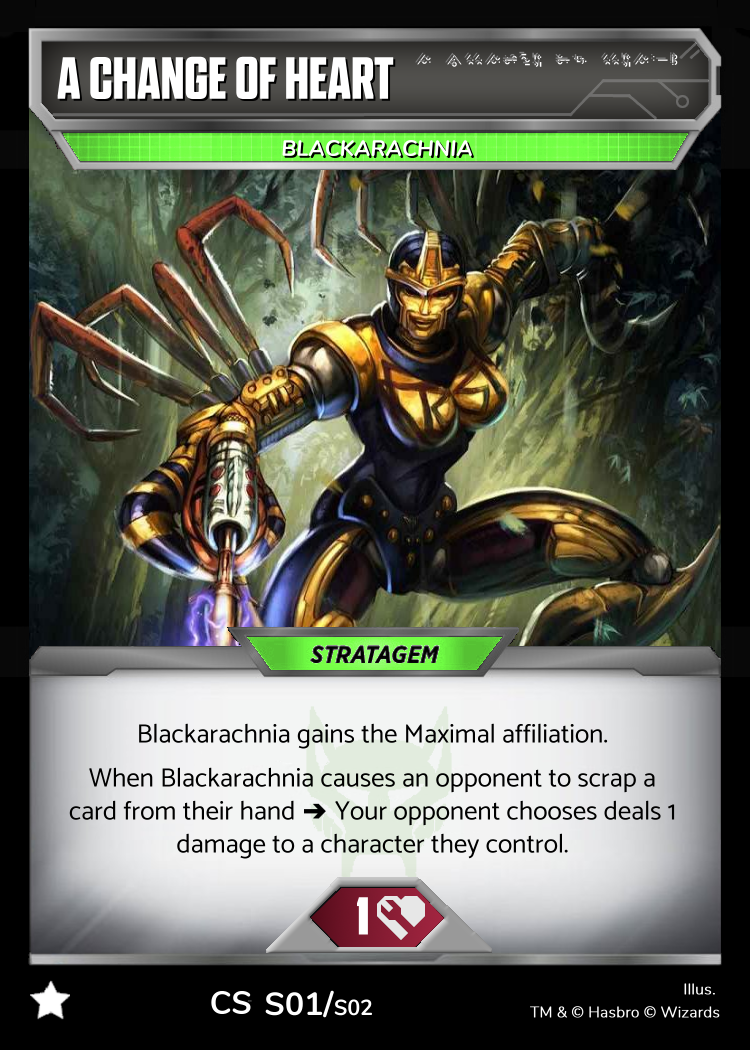 A CHANGE OF HEART
BLACKARACHNIA
STRATAGEM
Blackarachnia gains the Maximal affiliation.
When Blackarachnia causes an opponent to scrap a
card from their hand ➔ Your opponent chooses deals 1
damage to a character they control.
1
CS S01/S02
Illus.
TM & © Hasbro © Wizards